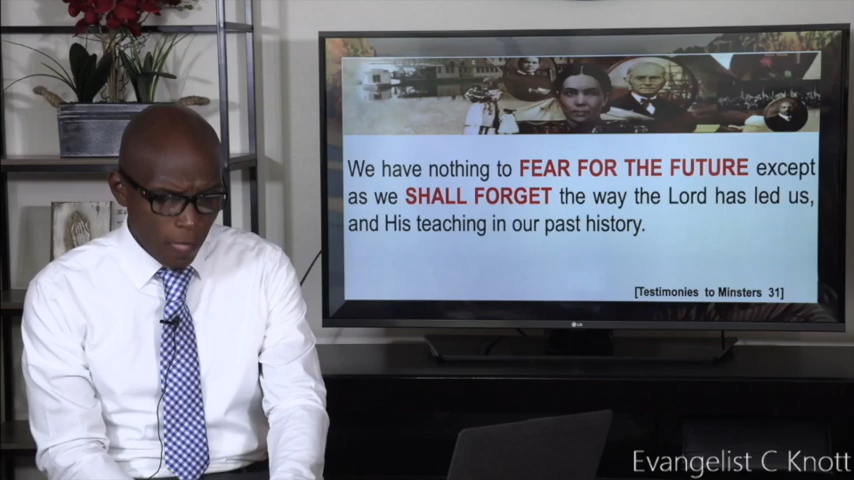 We have nothing to FEAR FOR THE FUTURE except
as we SHALL FORGET the way the Lord has led us,
and His teaching in our past history.
[Testimonies to Minsters 31]
LG
Evangelist C Knott